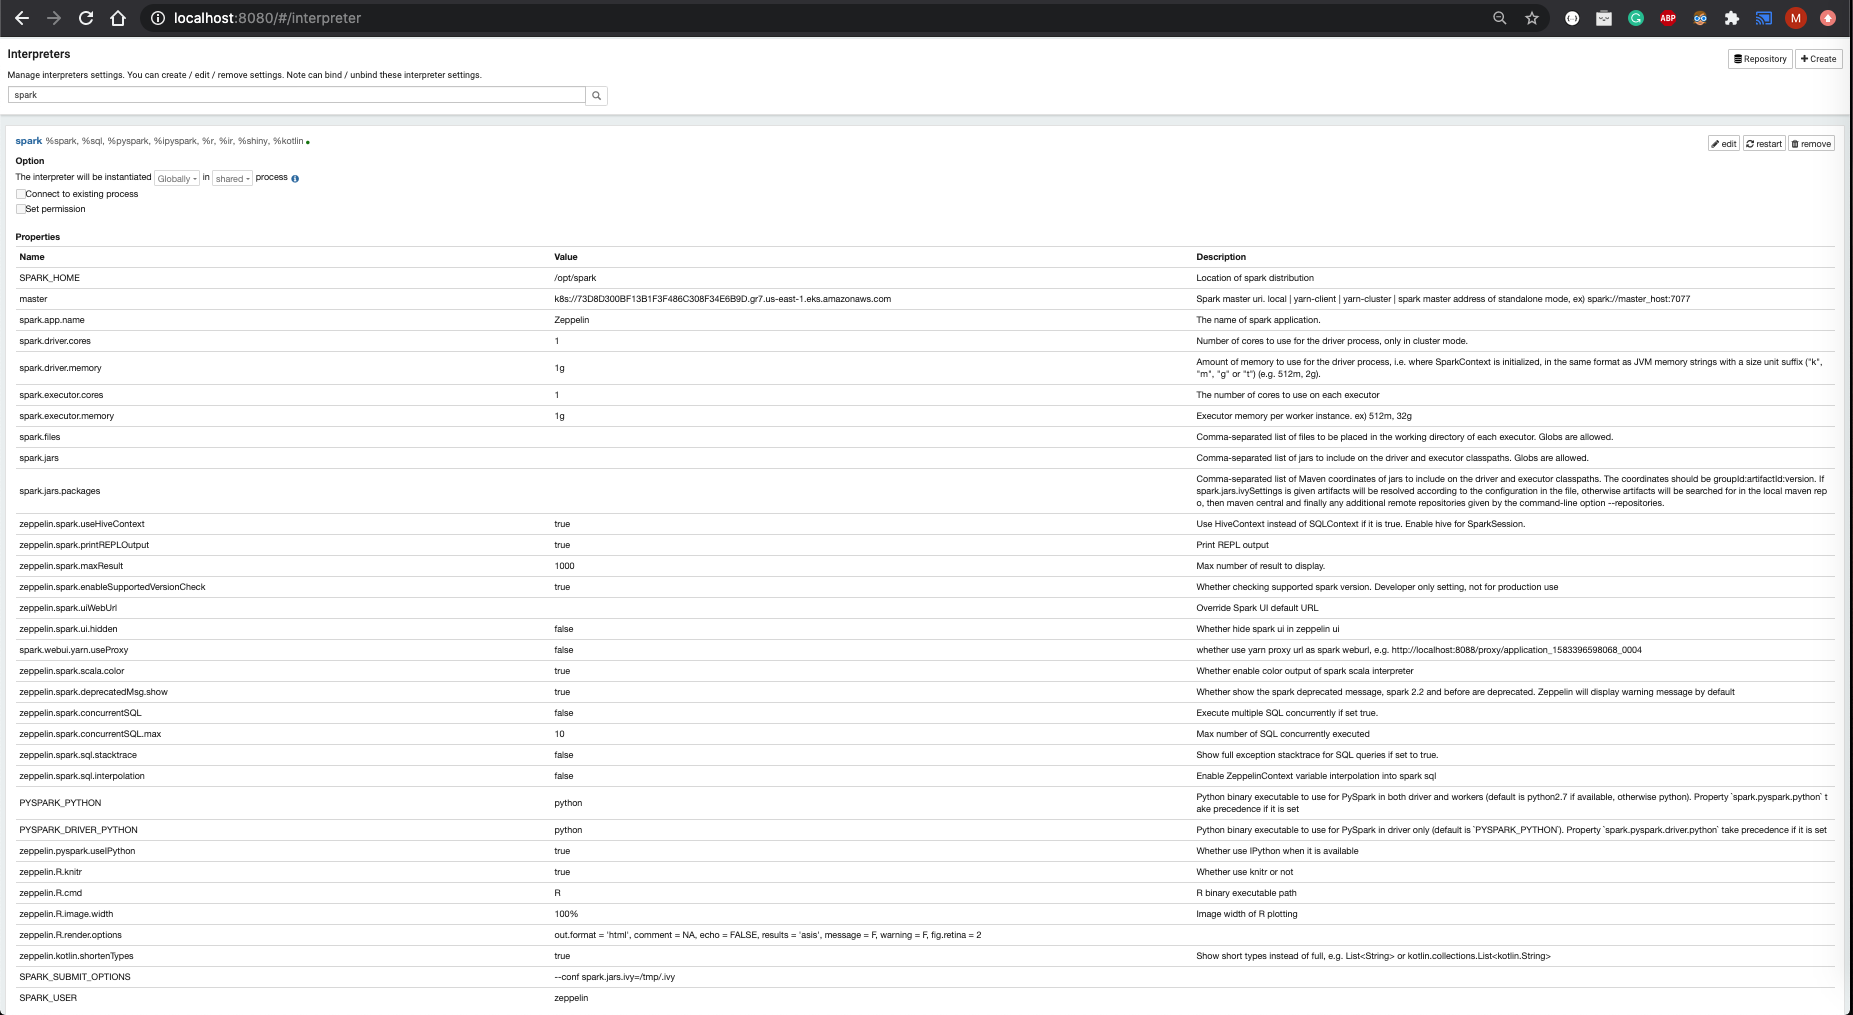 localhost:8080/#/interpreter
ABP
M
Interpreters
Repository
Create
Manage interpreters settings. You can create / edit / remove settings. Note can bind / unbind these interpreter settings.
spark
spark %spark, %sql, %pyspark, %ipyspark, %r, %ir, %shiny, %kotlin
edit restart remove
Option
The interpreter will be instantiated Globally in shared process
Connect to existing process
Set permission
Properties
Name Value Description
SPARK_HOME /opt/spark Location of spark distribution
master k8s://73D8D300BF13B1F3F486C308F34E6B9D.gr7.us-east-1.eks.amazonaws.com Spark master uri. local | yarn-client | yarn-cluster | spark master address of standalone mode, ex) spark://master_host:7077
spark.app.name Zeppelin The name of spark application.
spark.driver.cores 1 Number of cores to use for the driver process, only in cluster mode.
spark.driver.memory 1g Amount of memory to use for the driver process, i.e. where SparkContext is initialized, in the same format as JVM memory strings with a size unit suffix ("k",
"m", "g" or "t") (e.g. 512m, 2g).
spark.executor.cores 1 The number of cores to use on each executor
spark.executor.memory 1g Executor memory per worker instance. ex) 512m, 32g
spark.files Comma-separated list of files to be placed in the working directory of each executor. Globs are allowed.
spark.jars Comma-separated list of jars to include on the driver and executor classpaths. Globs are allowed.
spark.jars.packages Comma-separated list of Maven coordinates of jars to include on the driver and executor classpaths. The coordinates should be groupId:artifactId:version. If
spark.jars.ivySettings is given artifacts will be resolved according to the configuration in the file, otherwise artifacts will be searched for in the local maven rep
o, then maven central and finally any additional remote repositories given by the command-line option --repositories.
zeppelin.spark.useHiveContext true Use HiveContext instead of SQLContext if it is true. Enable hive for SparkSession.
zeppelin.spark.printREPLOutput true Print REPL output
zeppelin.spark.maxResult 1000 Max number of result to display.
zeppelin.spark.enableSupportedVersionCheck true Whether checking supported spark version. Developer only setting, not for production use
zeppelin.spark.uiWebUrl Override Spark UI default URL
zeppelin.spark.ui.hidden false Whether hide spark ui in zeppelin ui
spark.webui.yarn.useProxy false whether use yarn proxy url as spark weburl, e.g. http://localhost:8088/proxy/application_1583396598068_0004
zeppelin.spark.scala.color true Whether enable color output of spark scala interpreter
zeppelin.spark.deprecatedMsg.show true Whether show the spark deprecated message, spark 2.2 and before are deprecated. Zeppelin will display warning message by default
zeppelin.spark.concurrentSQL false Execute multiple SQL concurrently if set true.
zeppelin.spark.concurrentSQL.max 10 Max number of SQL concurrently executed
zeppelin.spark.sql.stacktrace false Show full exception stacktrace for SQL queries if set to true.
zeppelin.spark.sql.interpolation false Enable ZeppelinContext variable interpolation into spark sql
PYSPARK_PYTHON python Python binary executable to use for PySpark in both driver and workers (default is python2.7 if available, otherwise python). Property `spark.pyspark.python` t
ake precedence if it is set
PYSPARK_DRIVER_PYTHON python Python binary executable to use for PySpark in driver only (default is `PYSPARK_PYTHON`). Property `spark.pyspark.driver.python` take precedence if it is set
zeppelin.pyspark.useIPython true Whether use IPython when it is available
zeppelin.R.knitr true Whether use knitr or not
zeppelin.R.cmd R R binary executable path
zeppelin.R.image.width 100% Image width of R plotting
zeppelin.R.render.options out.format = 'html', comment = NA, echo = FALSE, results = 'asis', message = F, warning = F, fig.retina = 2
zeppelin.kotlin.shortenTypes true Show short types instead of full, e.g. List<String> or kotlin.collections.List<kotlin.String>
SPARK_SUBMIT_OPTIONS --conf spark.jars.ivy=/tmp/.ivy
SPARK_USER zeppelin